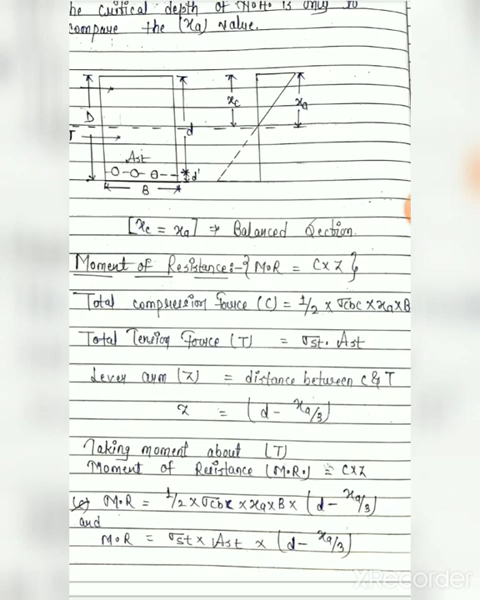 he critical depth of N.A. is only to
compare the (xa) value.
D
xc
xa
d
T
Ast
d'
B
[xc = xa] ⇒ Balanced Section.
Moment of Resistance:-{ M.O.R = C×Z }
Total compression Force (C) = 1/2 × σcbc × xa × B
Total Tension Force (T) = σst. Ast
Lever arm (Z) = distance between C & T
Z = (d - xa/3)
Taking moment about (T)
Moment of Resistance (M.O.R.) = C×Z
(C) M.O.R = 1/2 × σcbc × xa × B × (d - xa/3)
and
M.O.R = σst × Ast × (d - xa/3)
XRecorder